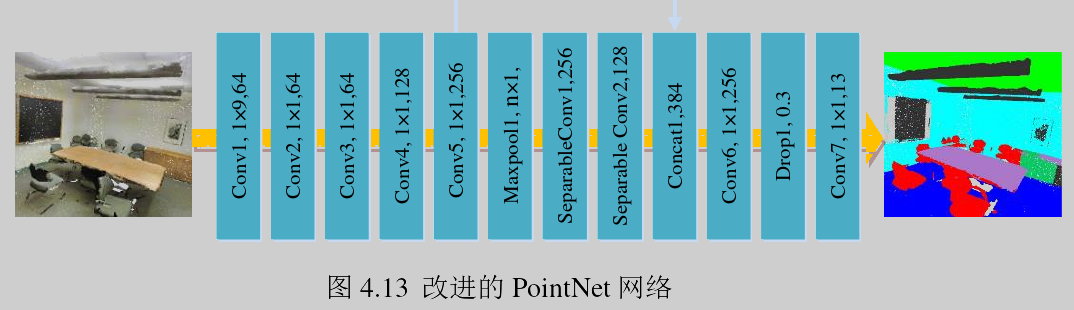 Conv1, 1×9,64
Conv2, 1×1,64
Conv3, 1×1,64
Conv4, 1×1,128
Conv5, 1×1,256
Maxpool1, n×1,
SeparableConv1,256
Separable Conv2,128
Concat1,384
Conv6, 1×1,256
Drop1, 0.3
Conv7, 1×1,13
图 4.13 改进的 PointNet 网络